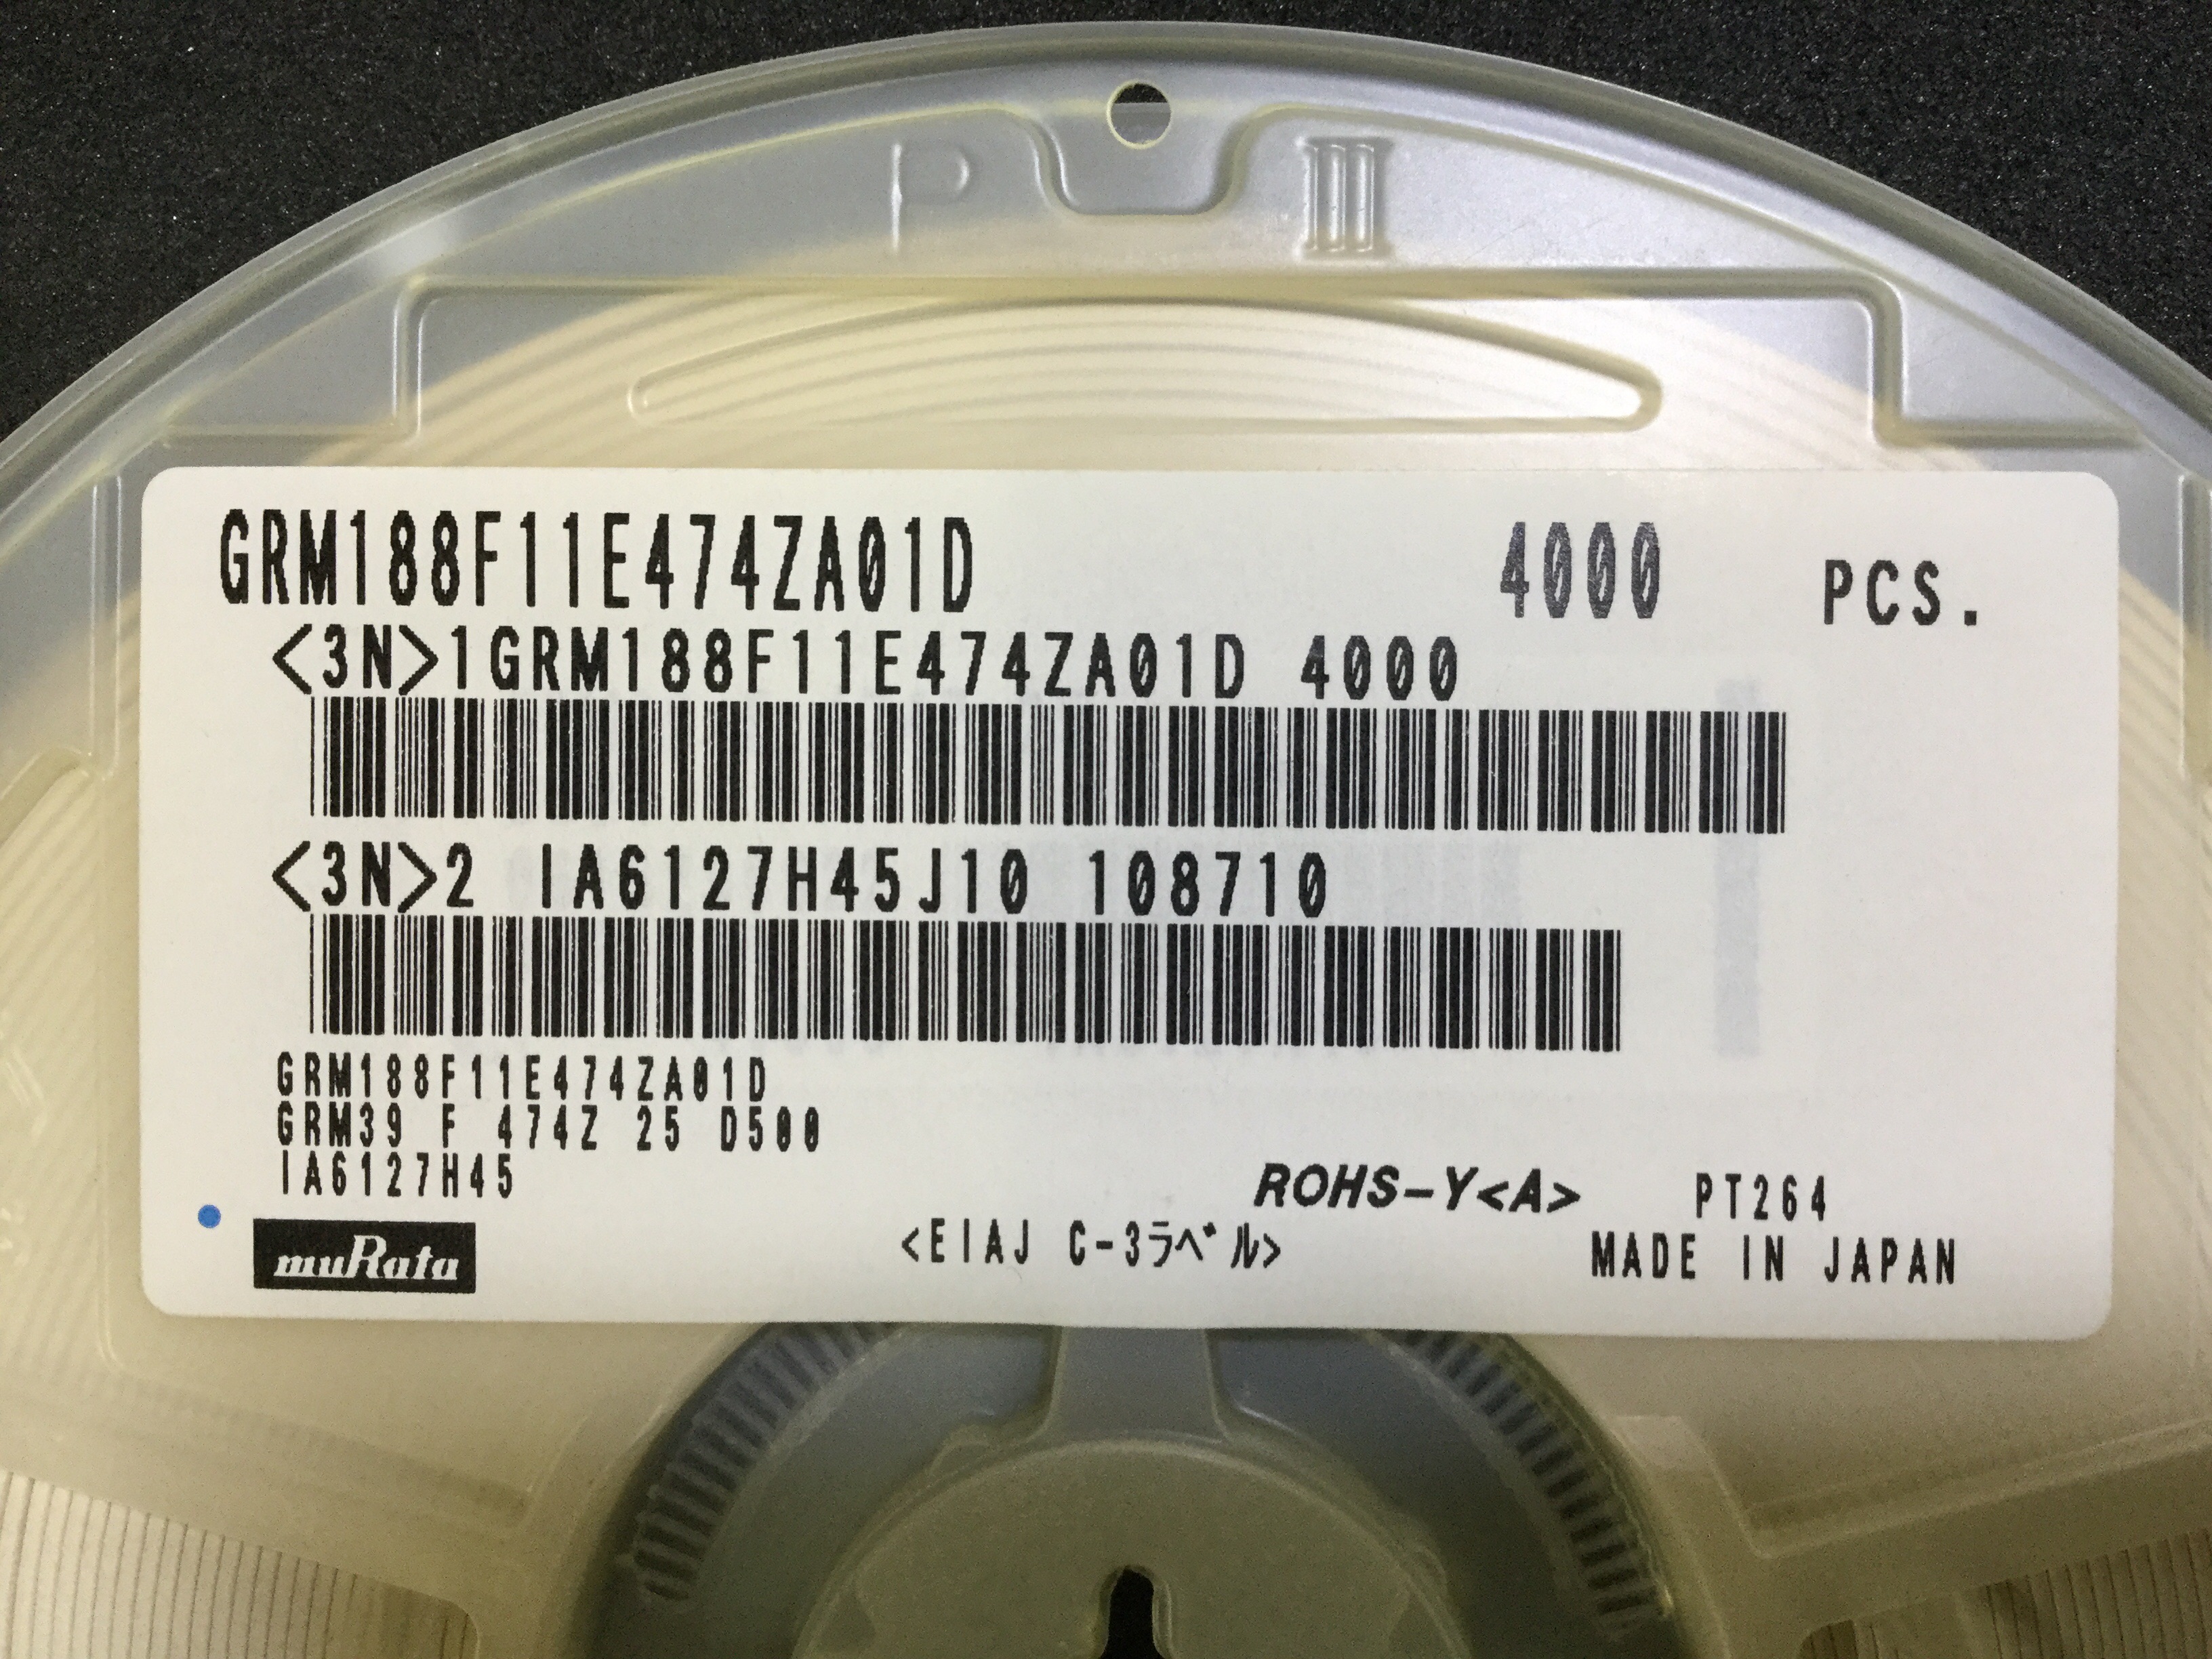 P III
GRM188F11E474ZA01D 4000 PCS.
<3N>1GRM188F11E474ZA01D 4000
<3N>2 IA6127H45J10 108710
GRM188F11E474ZA01D
GRM39 F 474Z 25 D500
IA6127H45
ROHS-Y<A> PT264
muRata <EIAJ C-3ラベル> MADE IN JAPAN